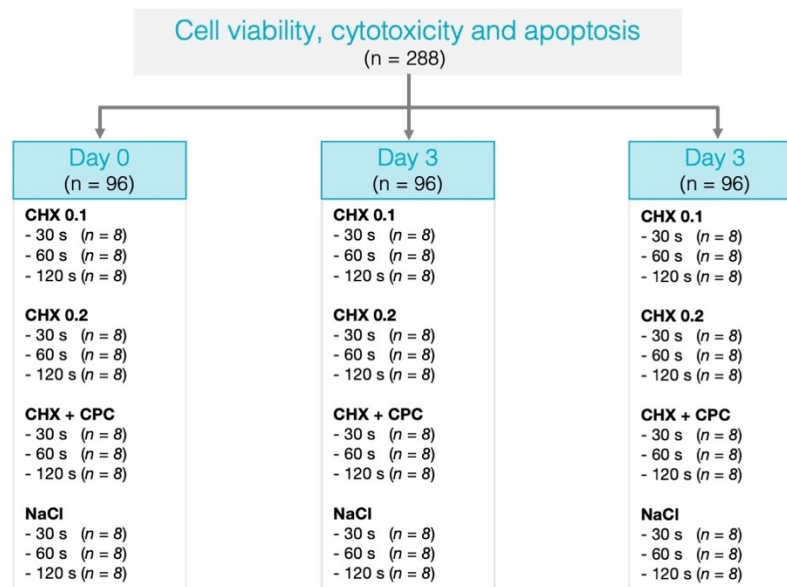 Cell viability, cytotoxicity and apoptosis
(n = 288)
Day 0
(n = 96)
CHX 0.1
- 30 s (n = 8)
- 60 s (n = 8)
- 120 s (n = 8)
CHX 0.2
- 30 s (n = 8)
- 60 s (n = 8)
- 120 s (n = 8)
CHX + CPC
- 30 s (n = 8)
- 60 s (n = 8)
- 120 s (n = 8)
NaCl
- 30 s (n = 8)
- 60 s (n = 8)
- 120 s (n = 8)
Day 3
(n = 96)
CHX 0.1
- 30 s (n = 8)
- 60 s (n = 8)
- 120 s (n = 8)
CHX 0.2
- 30 s (n = 8)
- 60 s (n = 8)
- 120 s (n = 8)
CHX + CPC
- 30 s (n = 8)
- 60 s (n = 8)
- 120 s (n = 8)
NaCl
- 30 s (n = 8)
- 60 s (n = 8)
- 120 s (n = 8)
Day 3
(n = 96)
CHX 0.1
- 30 s (n = 8)
- 60 s (n = 8)
- 120 s (n = 8)
CHX 0.2
- 30 s (n = 8)
- 60 s (n = 8)
- 120 s (n = 8)
CHX + CPC
- 30 s (n = 8)
- 60 s (n = 8)
- 120 s (n = 8)
NaCl
- 30 s (n = 8)
- 60 s (n = 8)
- 120 s (n = 8)